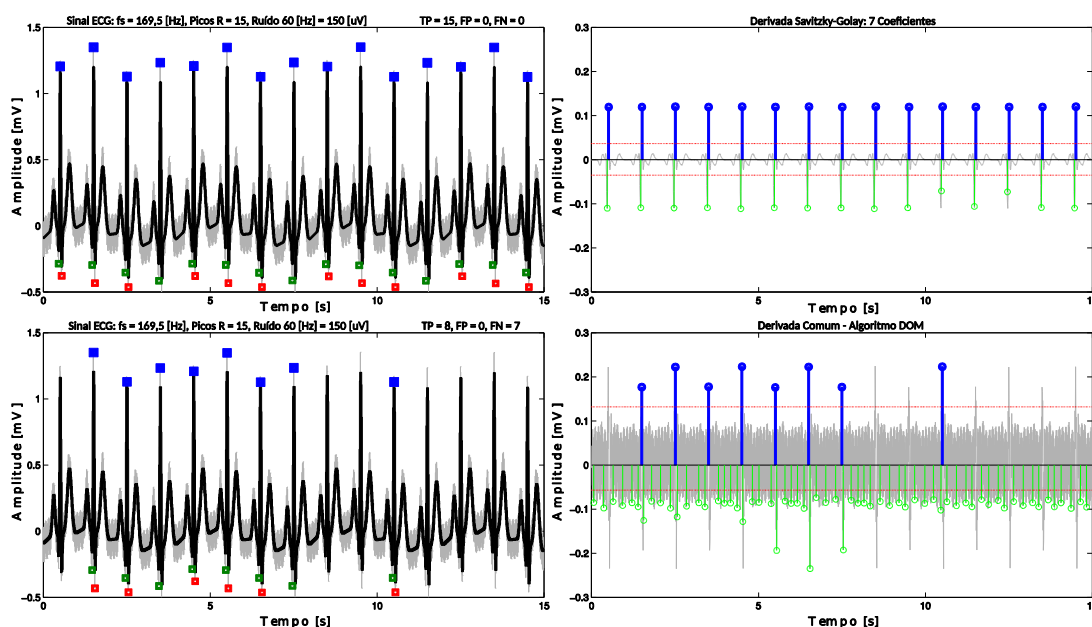 Sinal ECG: fs = 169,5 [Hz], Picos R = 15, Ruído 60 [Hz] = 150 [uV] TP = 15, FP = 0, FN = 0
1.5
1
0.5
0
-0.5
Amplitude [mV]
0 5 10 15
Tempo [s]
Derivada Savitzky-Golay: 7 Coeficientes
0.3
0.2
0.1
0
-0.1
-0.2
-0.3
Amplitude [mV]
0 5 10 15
Tempo [s]
Sinal ECG: fs = 169,5 [Hz], Picos R = 15, Ruído 60 [Hz] = 150 [uV] TP = 8, FP = 0, FN = 7
1.5
1
0.5
0
-0.5
Amplitude [mV]
0 5 10 15
Tempo [s]
Derivada Comum - Algoritmo DOM
0.3
0.2
0.1
0
-0.1
-0.2
-0.3
Amplitude [mV]
0 5 10
Tempo [s]